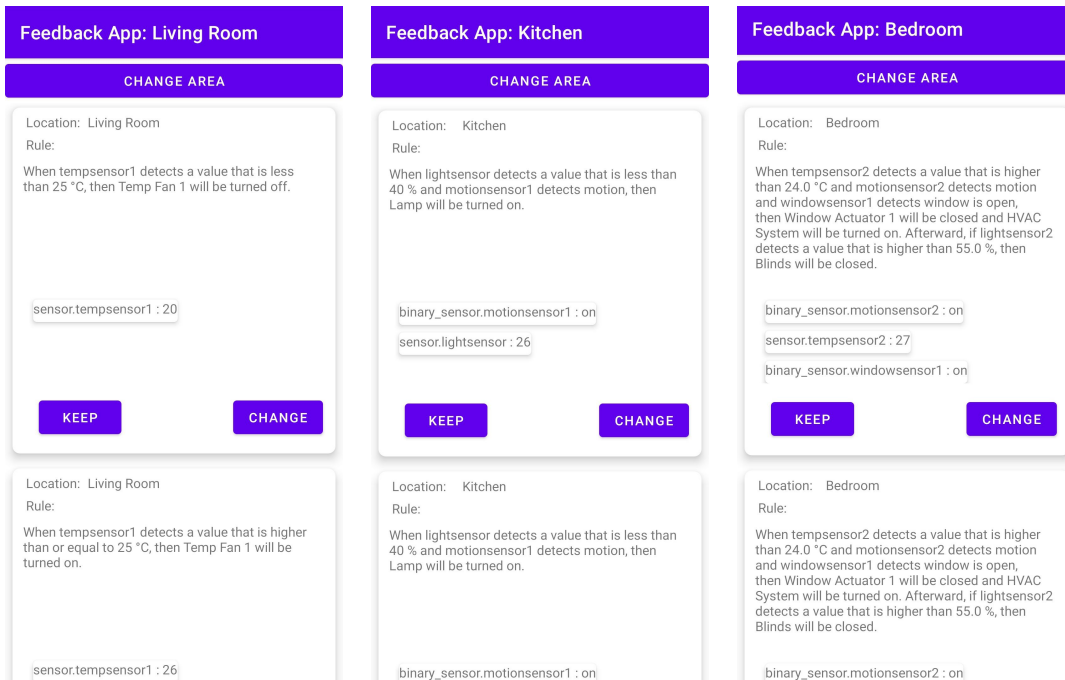 Feedback App: Living Room
CHANGE AREA
Location: Living Room
Rule:
When tempsensor1 detects a value that is less
than 25 °C, then Temp Fan 1 will be turned off.
sensor.tempsensor1 : 20
KEEP
CHANGE
Location: Living Room
Rule:
When tempsensor1 detects a value that is higher
than or equal to 25 °C, then Temp Fan 1 will be
turned on.
sensor.tempsensor1 : 26
Feedback App: Kitchen
CHANGE AREA
Location: Kitchen
Rule:
When lightsensor detects a value that is less than
40 % and motionsensor1 detects motion, then
Lamp will be turned on.
binary_sensor.motionsensor1 : on
sensor.lightsensor : 26
KEEP
CHANGE
Location: Kitchen
Rule:
When lightsensor detects a value that is less than
40 % and motionsensor1 detects motion, then
Lamp will be turned on.
binary_sensor.motionsensor1 : on
Feedback App: Bedroom
CHANGE AREA
Location: Bedroom
Rule:
When tempsensor2 detects a value that is higher
than 24.0 °C and motionsensor2 detects motion
and windowsensor1 detects window is open,
then Window Actuator 1 will be closed and HVAC
System will be turned on. Afterward, if lightsensor2
detects a value that is higher than 55.0 %, then
Blinds will be closed.
binary_sensor.motionsensor2 : on
sensor.tempsensor2 : 27
binary_sensor.windowsensor1 : on
KEEP
CHANGE
Location: Bedroom
Rule:
When tempsensor2 detects a value that is higher
than 24.0 °C and motionsensor2 detects motion
and windowsensor1 detects window is open,
then Window Actuator 1 will be closed and HVAC
System will be turned on. Afterward, if lightsensor2
detects a value that is higher than 55.0 %, then
Blinds will be closed.
binary_sensor.motionsensor2 : on